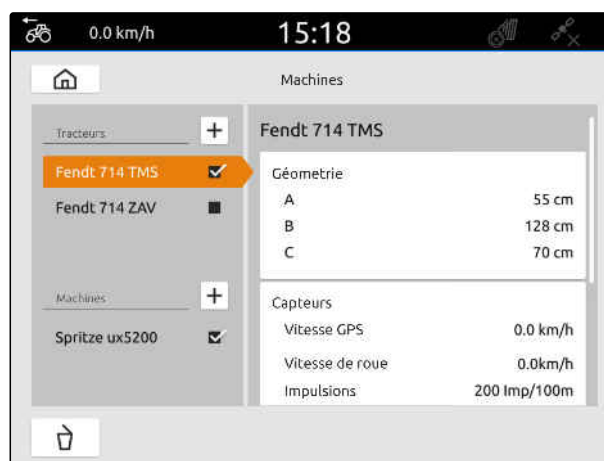 0.0 km/h
15:18
Machines
Tracteurs
Fendt 714 TMS
Fendt 714 ZAV
Machines
Spritze ux5200
Fendt 714 TMS
Géometrie
A 55 cm
B 128 cm
C 70 cm
Capteurs
Vitesse GPS 0.0 km/h
Vitesse de roue 0.0km/h
Impulsions 200 Imp/100m